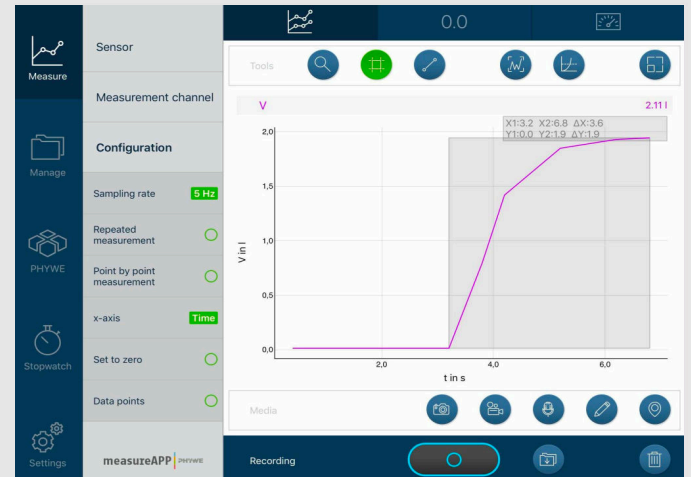 Measure
Manage
PHYWE
Stopwatch
Settings
Sensor
Measurement channel
Configuration
Sampling rate 5 Hz
Repeated
measurement
Point by point
measurement
x-axis Time
Set to zero
Data points
measureAPP PHYWE
0.0
Tools
V 2.11 l
X1:3.2 X2:6.8 ΔX:3.6
Y1:0.0 Y2:1.9 ΔY:1.9
2,0
1,5
1,0
0,5
0,0
V in l
2,0 4,0 6,0
t in s
Media
Recording